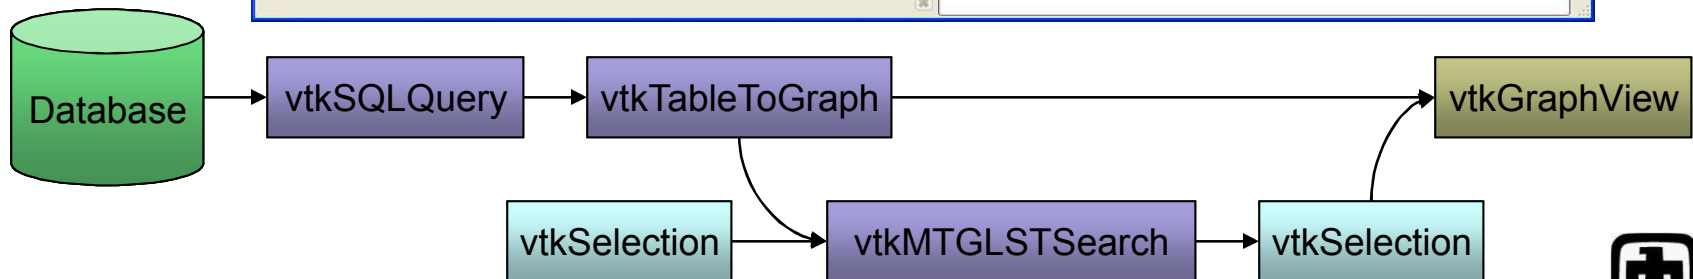 Database
vtkSQLQuery
vtkTableToGraph
vtkGraphView
vtkSelection
vtkMTGLSTSearch
vtkSelection